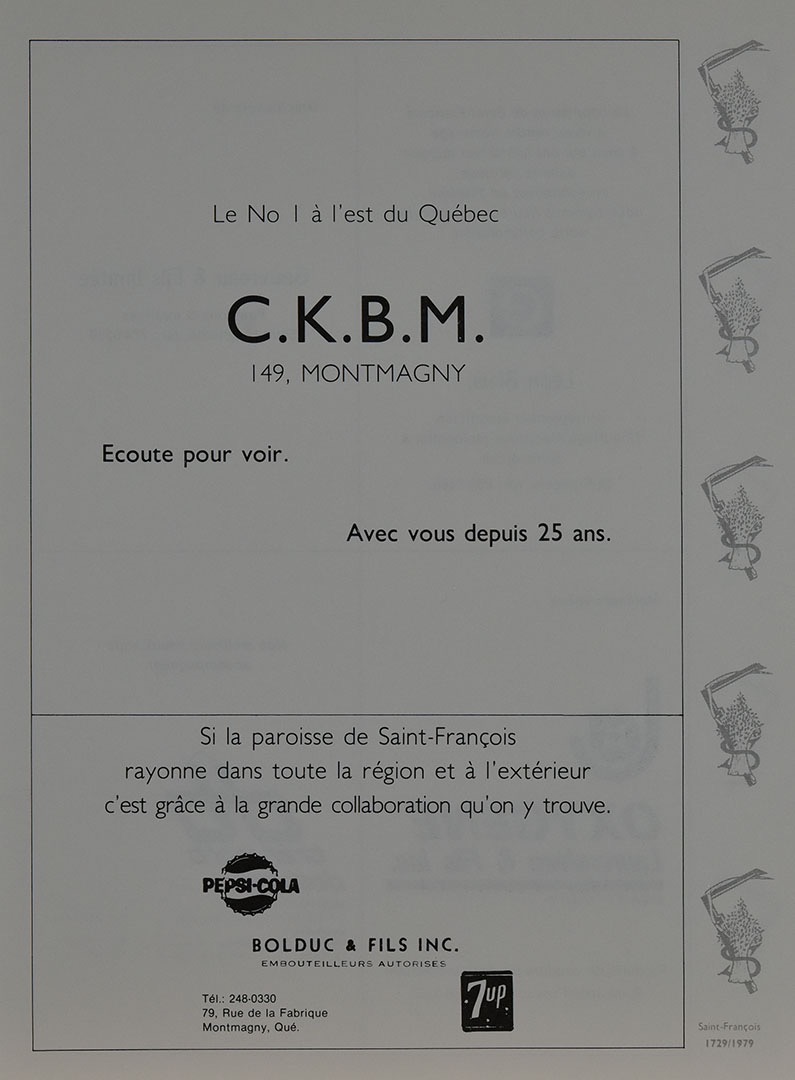 Le No 1 à l'est du Québec
C.K.B.M.
149, MONTMAGNY
Ecoute pour voir.
Avec vous depuis 25 ans.
Si la paroisse de Saint-François
rayonne dans toute la région et à l'extérieur
c'est grâce à la grande collaboration qu'on y trouve.
PEPSI-COLA
BOLDUC & FILS INC.
EMBOUTEILLEURS AUTORISÉS
7up
Tél.: 248-0330
79, Rue de la Fabrique
Montmagny, Qué.
Saint-François
1729/1979